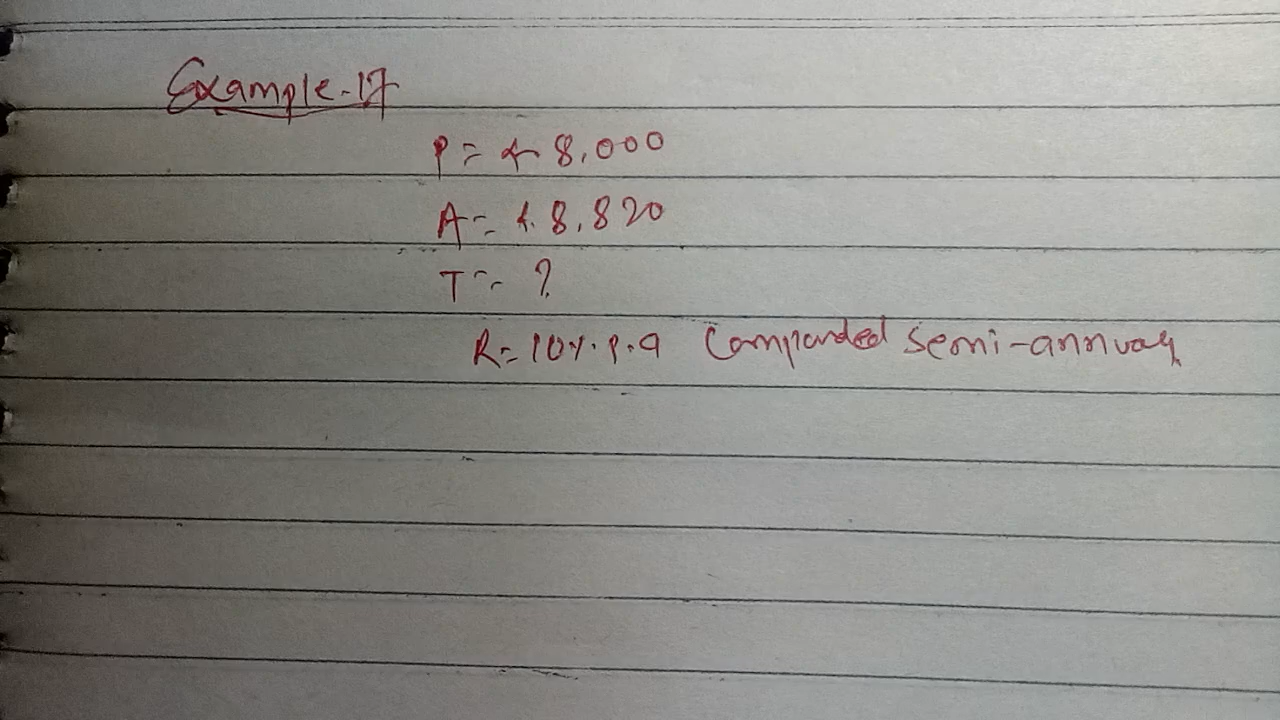 Example-17
P = ₹ 8,000
A = ₹ 8,820
T = ?
R = 10% p.a Compounded semi-annualy